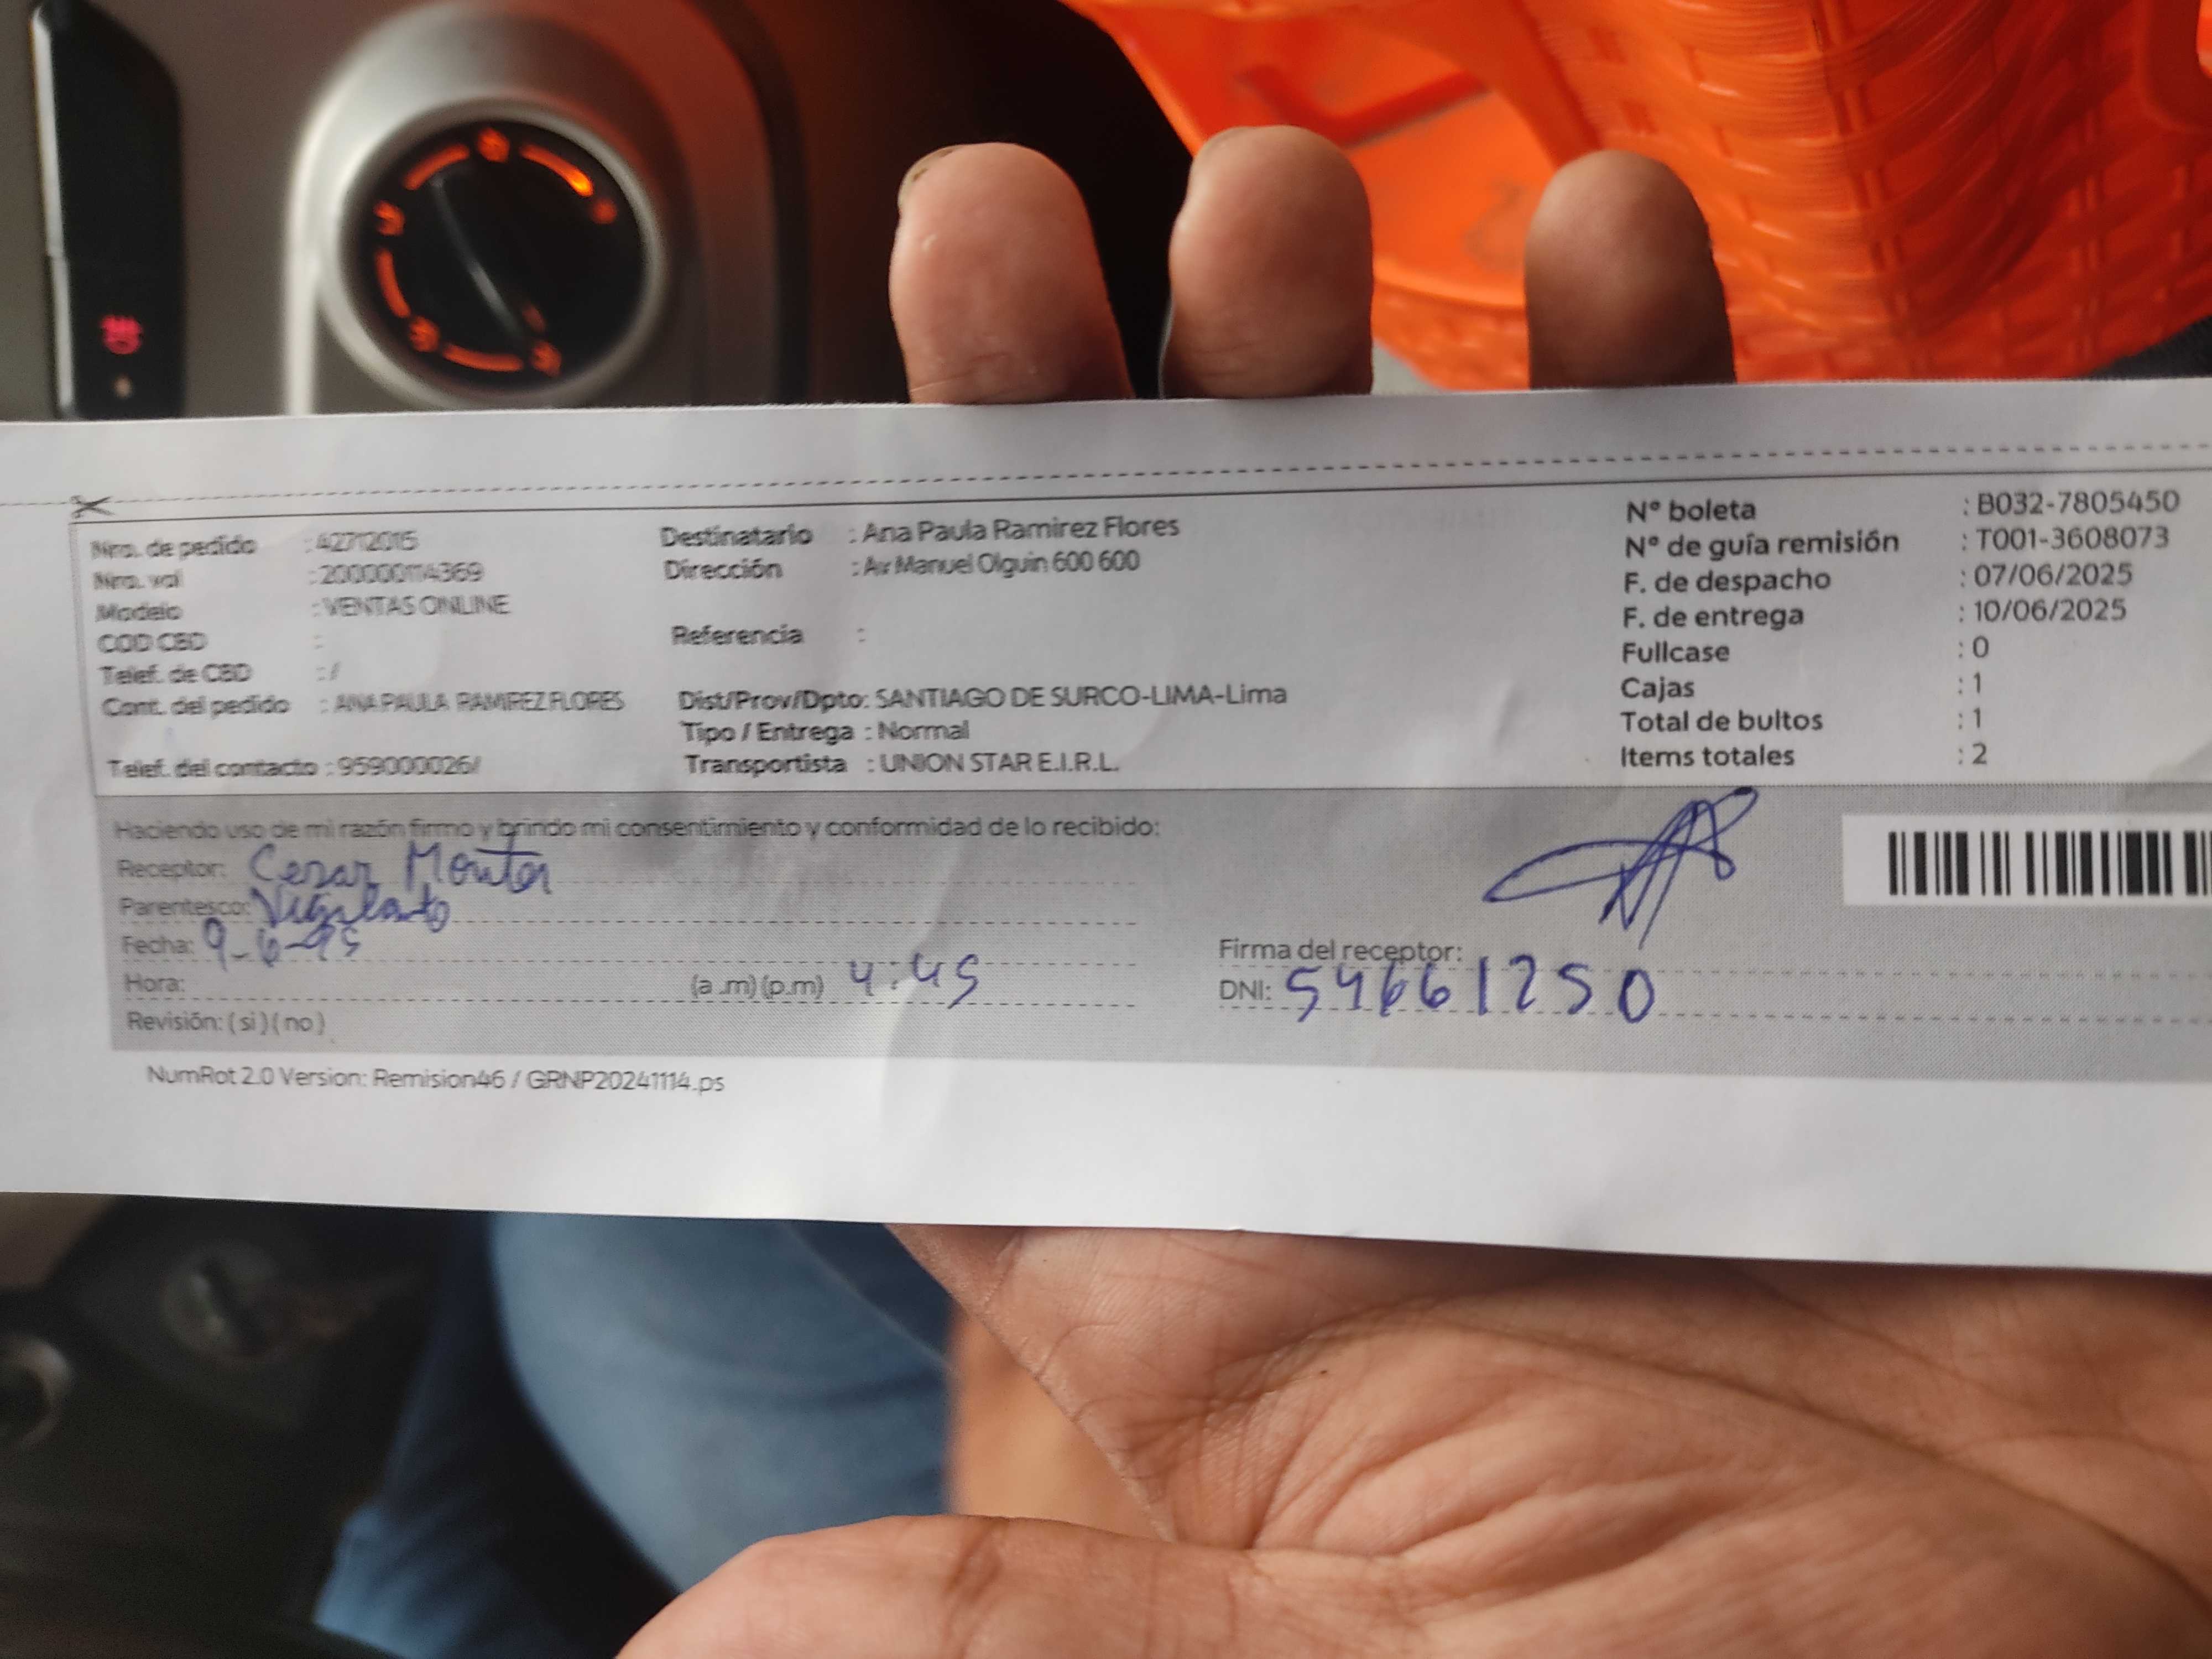 Nro. de pedido : 42712015
Nro. val : 200000114369
Modelo : VENTAS ONLINE
COD CBD :
Telef. de CBD : /
Cont. del pedido : ANA PAULA RAMIREZ FLORES
Telef. del contacto : 959000026/
Destinatario : Ana Paula Ramirez Flores
Dirección : Av Manuel Olguin 600 600
Referencia :
Dist/Prov/Dpto: SANTIAGO DE SURCO-LIMA-Lima
Tipo / Entrega : Normal
Transportista : UNION STAR E.I.R.L.
N° boleta : B032-7805450
N° de guía remisión : T001-3608073
F. de despacho : 07/06/2025
F. de entrega : 10/06/2025
Fullcase : 0
Cajas : 1
Total de bultos : 1
Items totales : 2
Haciendo uso de mi razón firmo y brindo mi consentimiento y conformidad de lo recibido:
Receptor: Cesar
Parentesco:
Fecha: 9-6-
Hora: (a.m)(p.m) 4:45
Revisión: (si)(no)
Firma del receptor:
DNI: 54661250
NumRot 2.0 Version: Remision46 / GRNP20241114.ps